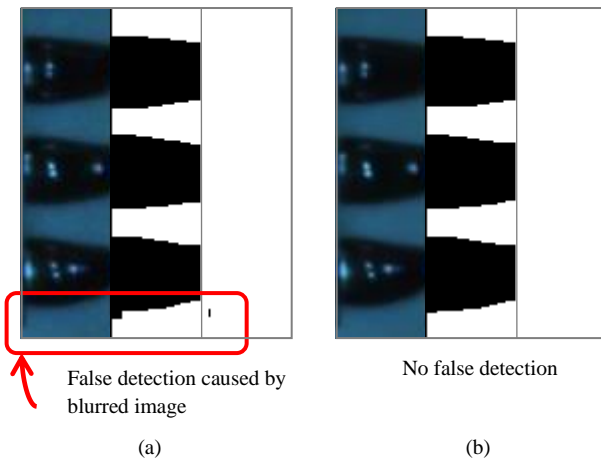 False detection caused by
blurred image
No false detection
(a)
(b)